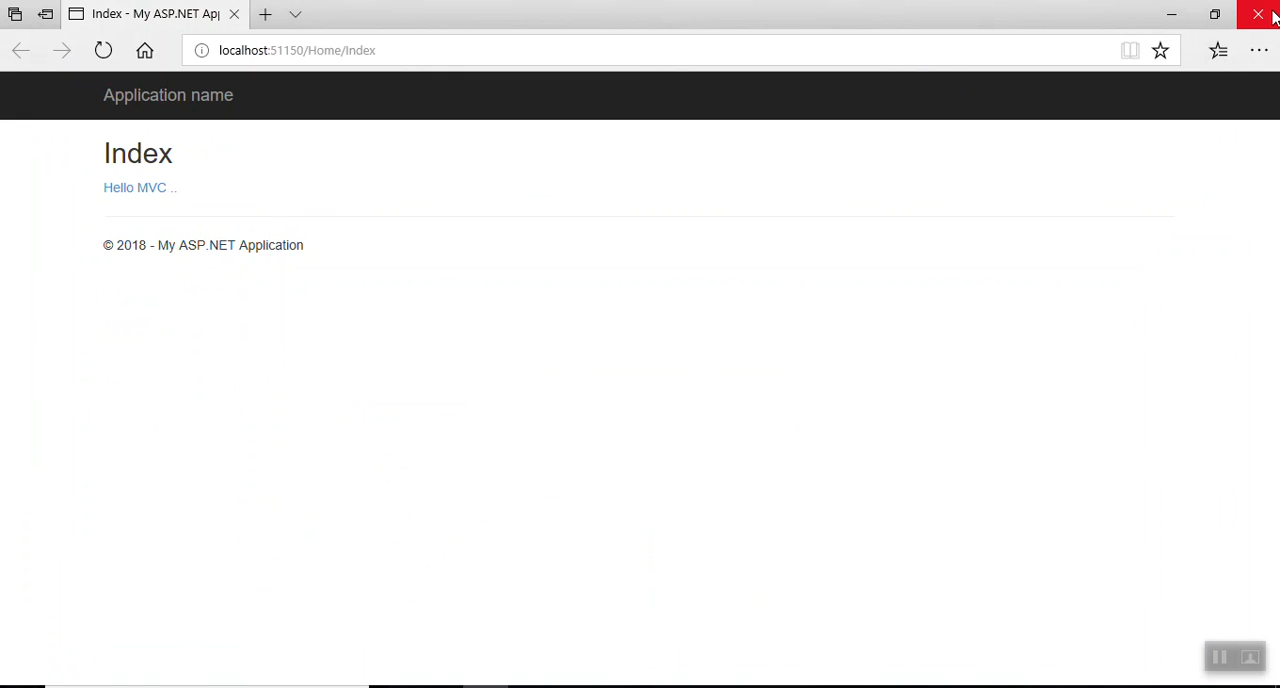 Index - My ASP.NET Ap
localhost:51150/Home/Index
Application name
Index
Hello MVC ..
© 2018 - My ASP.NET Application